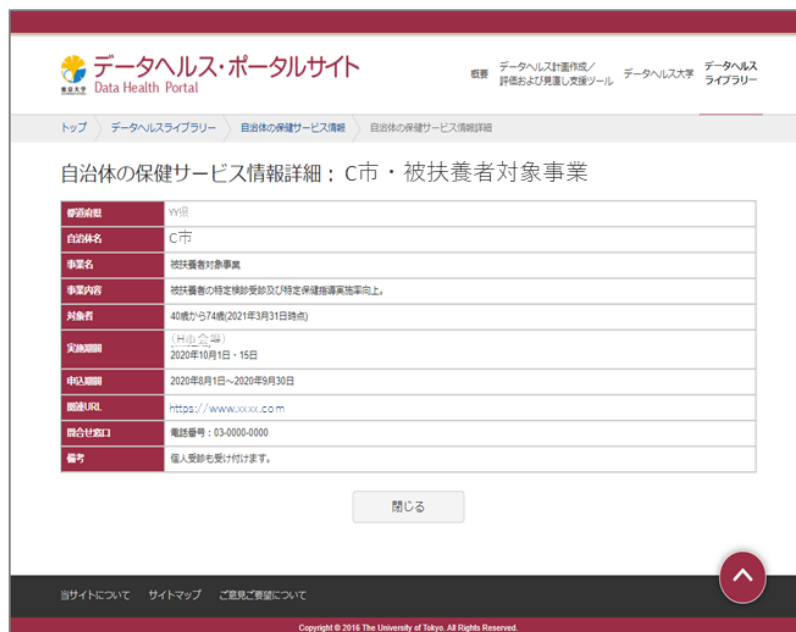 データヘルス・ポータルサイト
東京大学
Data Health Portal
概要
データヘルス計画作成／
評価および見直し支援ツール
データヘルス大学
データヘルス
ライブラリー
トップ
データヘルスライブラリー
自治体の保健サービス情報
自治体の保健サービス情報詳細
自治体の保健サービス情報詳細：C市・被扶養者対象事業
都道府県 YY県
自治体名 C市
事業名 被扶養者対象事業
事業内容 被扶養者の特定検診受診及び特定保健指導実施率向上。
対象者 40歳から74歳(2021年3月31日時点)
実施期間 （H市会場）
2020年10月1日・15日
申込期間 2020年8月1日～2020年9月30日
関連URL https://www.xxxx.com
問合せ窓口 電話番号：03-0000-0000
備考 個人受診も受け付けます。
閉じる
当サイトについて サイトマップ ご意見ご要望について
Copyright © 2016 The University of Tokyo. All Rights Reserved.